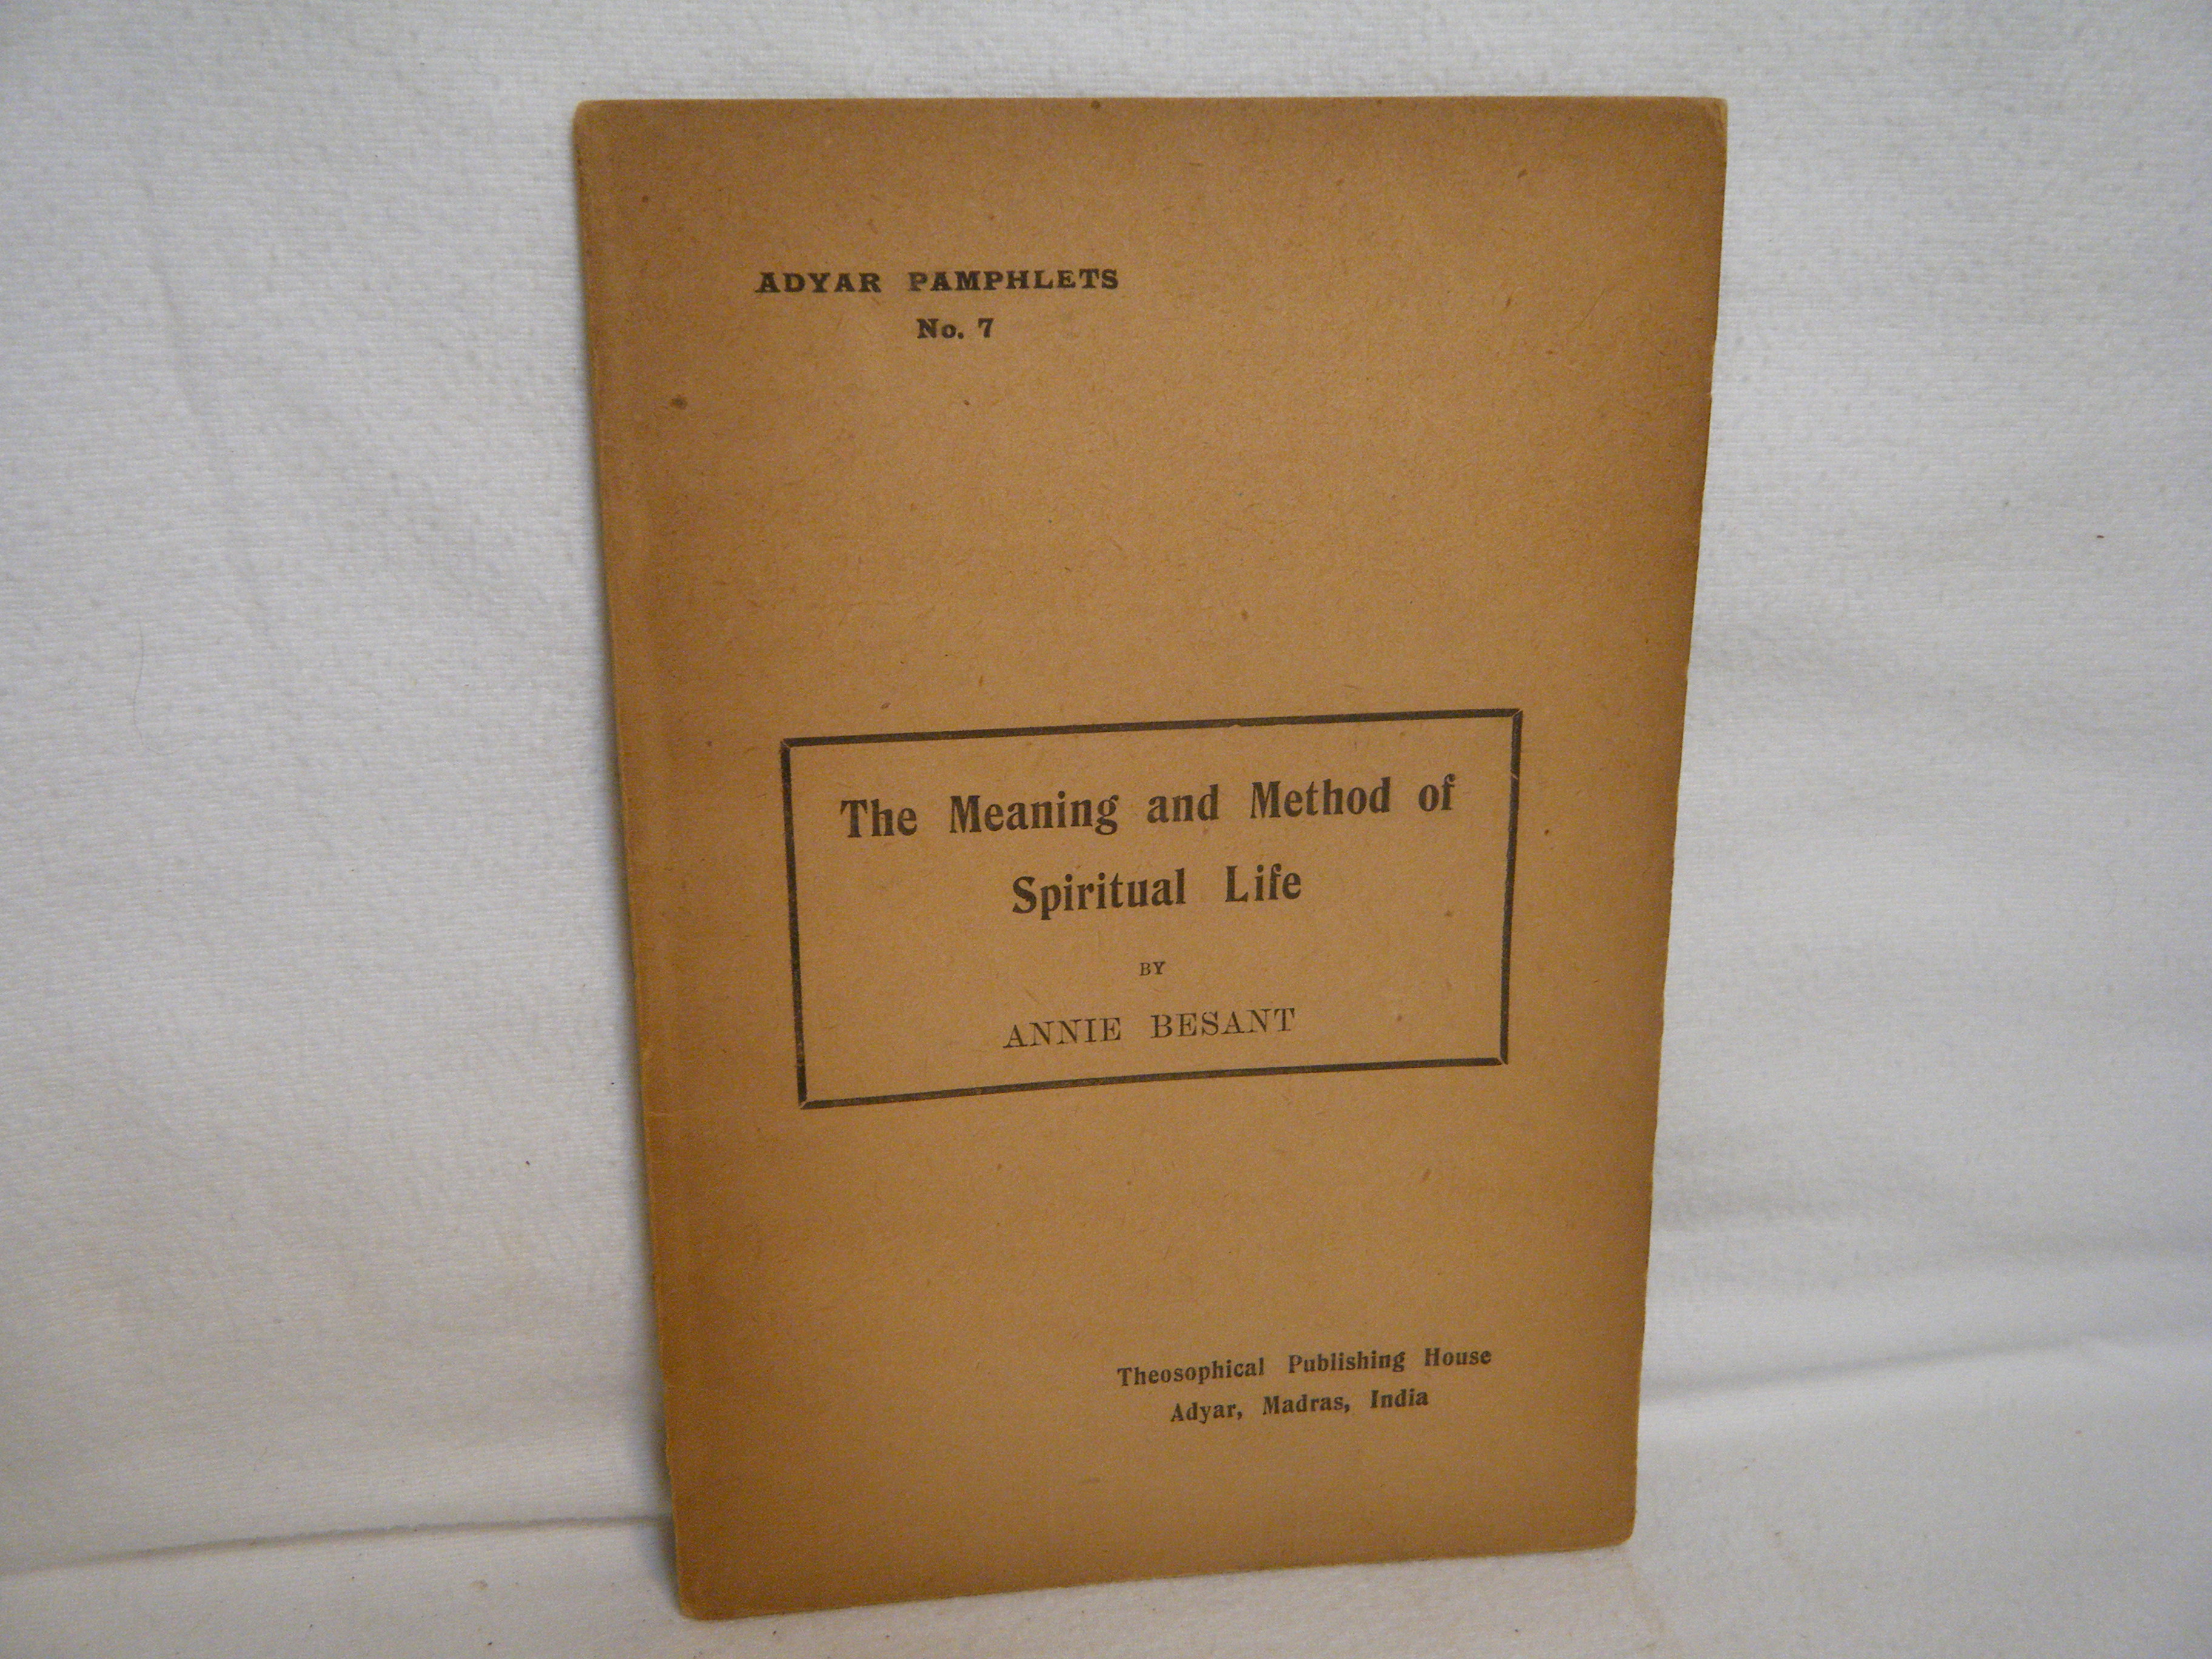 ADYAR PAMPHLETS
No. 7
The Meaning and Method of
Spiritual Life
BY
ANNIE BESANT
Theosophical Publishing House
Adyar, Madras, India